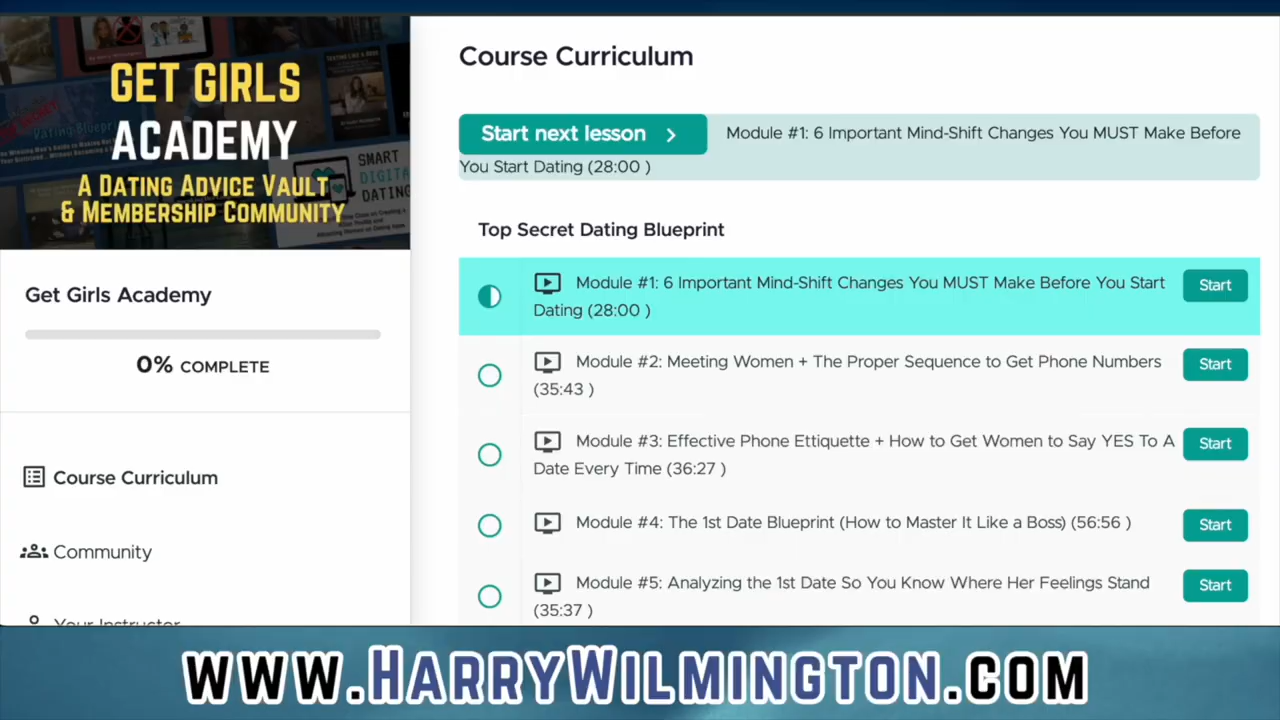 GET GIRLS
ACADEMY
A DATING ADVICE VAULT
& MEMBERSHIP COMMUNITY
SMART
DIGITAL
DATING
Get Girls Academy
0% COMPLETE
Course Curriculum
Community
Your Instructor
Course Curriculum
Start next lesson
Module #1: 6 Important Mind-Shift Changes You MUST Make Before
You Start Dating (28:00 )
Top Secret Dating Blueprint
Module #1: 6 Important Mind-Shift Changes You MUST Make Before You Start
Dating (28:00 )
Start
Module #2: Meeting Women + The Proper Sequence to Get Phone Numbers
(35:43 )
Start
Module #3: Effective Phone Ettiquette + How to Get Women to Say YES To A
Date Every Time (36:27 )
Start
Module #4: The 1st Date Blueprint (How to Master It Like a Boss) (56:56 )
Start
Module #5: Analyzing the 1st Date So You Know Where Her Feelings Stand
(35:37 )
Start
www.HarryWilmington.com